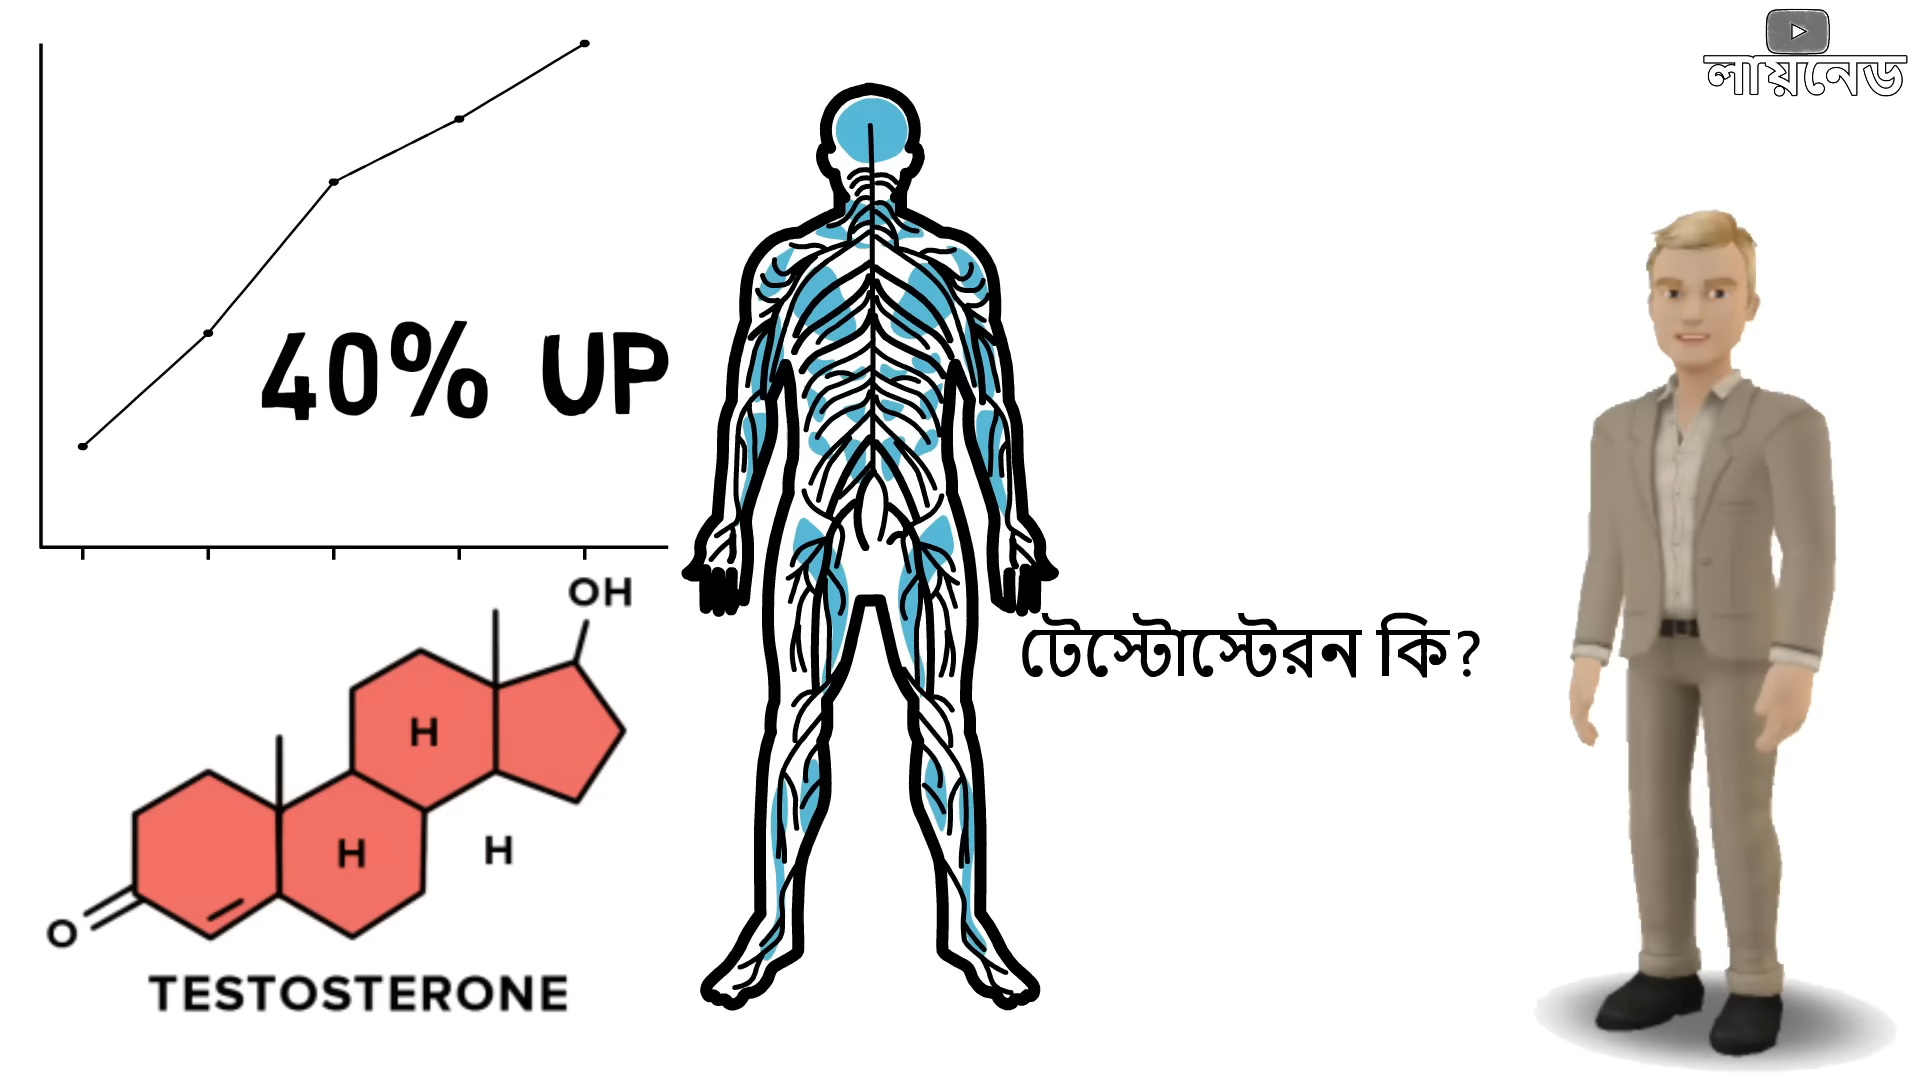 লায়নেড
40% UP
OH
H
H
H
O
TESTOSTERONE
টেস্টোস্টেরন কি?